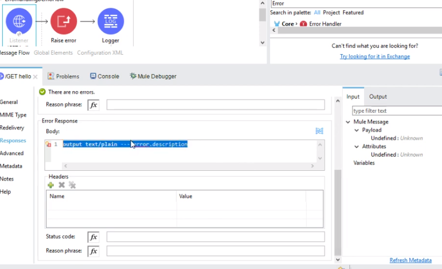 Error
Search in palette: All Project Featured
Core > Error Handler
Can't find what you are looking for?
Try looking for it in Exchange
Listener
Raise error
Logger
Message Flow Global Elements Configuration XML
/GET hello
Problems
Console
Mule Debugger
There are no errors.
General
MIME Type
Redelivery
Responses
Advanced
Metadata
Notes
Help
Reason phrase: fx
Error Response
Body:
1 output text/plain --- error.description
Headers
Name Value
Status code: fx
Reason phrase: fx
Input Output
type filter text
Mule Message
Payload
Undefined : Unknown
Attributes
Undefined : Unknown
Variables
Refresh Metadata